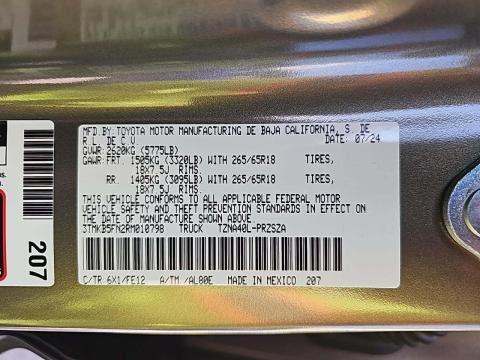 MFD.BY:TOYOTA MOTOR MANUFACTURING DE BAJA CALIFORNIA, S. DE
R.L. DE C.V. DATE: 07/24
GVWR:2620KG(5775LB)
GAWR:FRT. 1505KG(3320LB) WITH 265/65R18 TIRES,
18X7.5J RIMS
RR. 1405KG(3095LB) WITH 265/65R18 TIRES,
18X7.5J RIMS
THIS VEHICLE CONFORMS TO ALL APPLICABLE FEDERAL MOTOR
VEHICLE SAFETY AND THEFT PREVENTION STANDARDS IN EFFECT ON
THE DATE OF MANUFACTURE SHOWN ABOVE.
3TMKB5FN2RM010798 TRUCK TZNA40L-PRZSZA
C/TR:6X1/FE12 A/TM:/AL00E MADE IN MEXICO 207
207